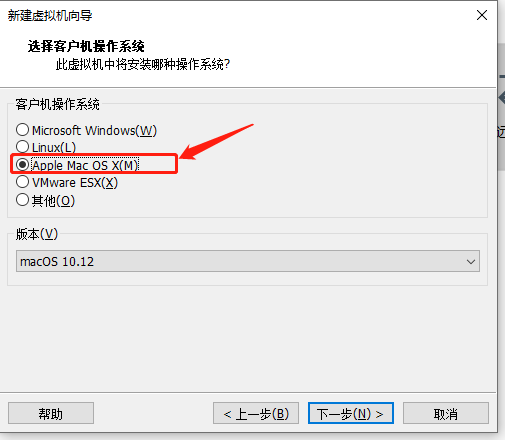 新建虚拟机向导
选择客户机操作系统
此虚拟机中将安装哪种操作系统?
客户机操作系统
Microsoft Windows(W)
Linux(L)
Apple Mac OS X(M)
VMware ESX(X)
其他(O)
版本(V)
macOS 10.12
帮助
< 上一步(B)
下一步(N) >
取消